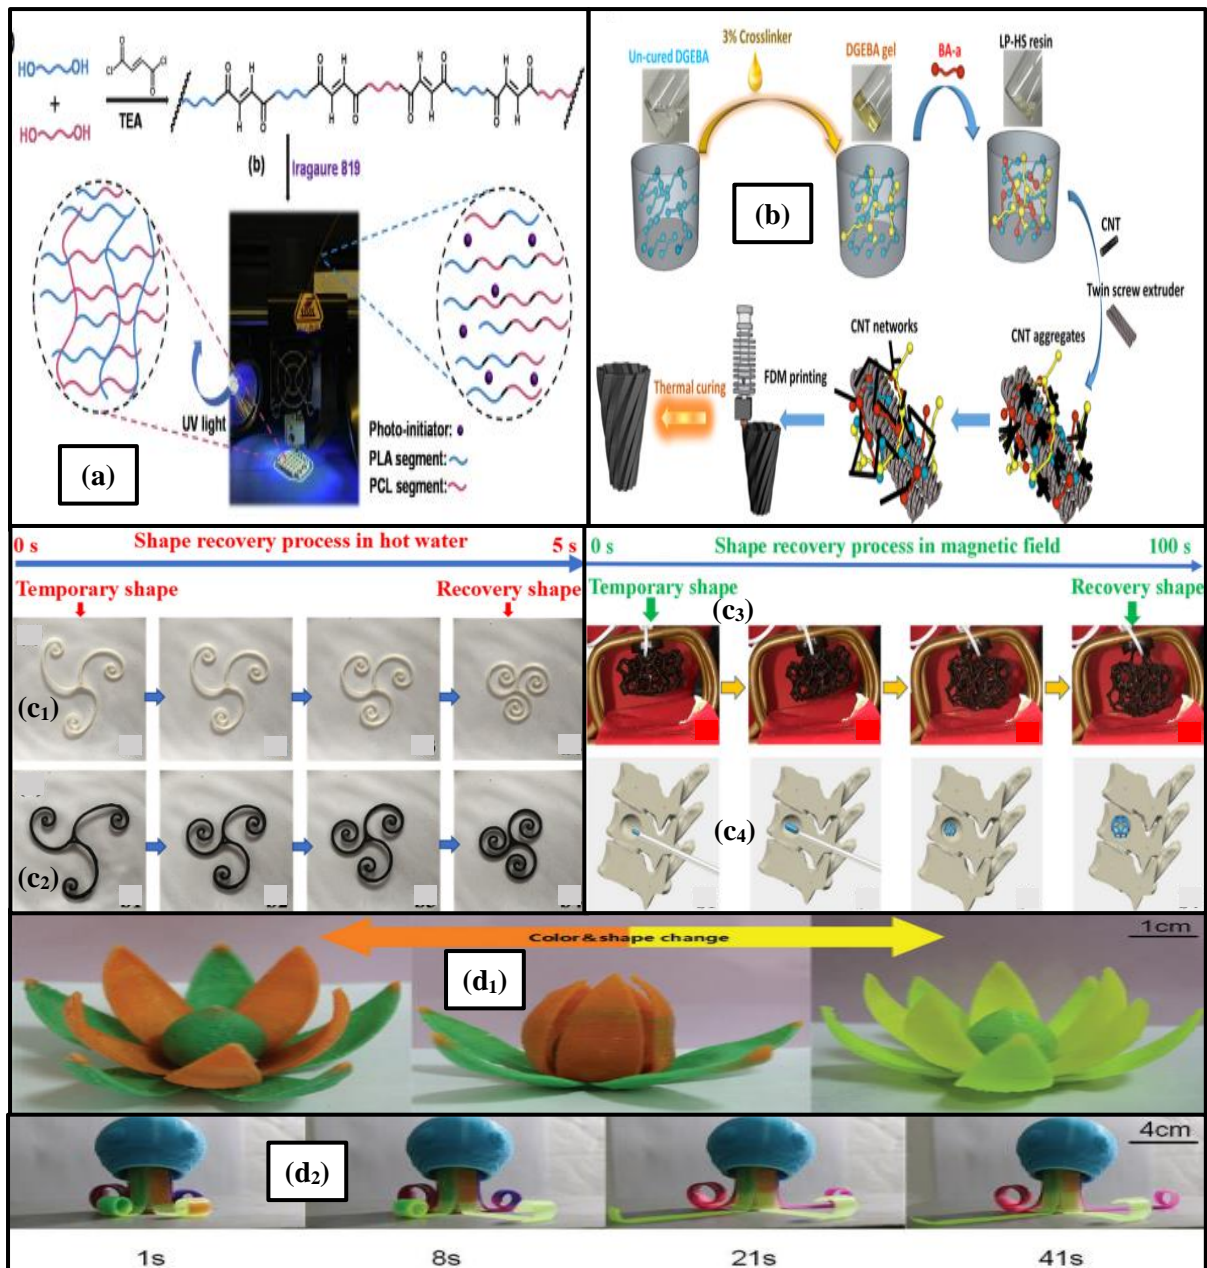 HO
OH
+
HO
OH
O
Cl
Cl
O
TEA
O
H
O
H
O
H
O
H
H
O
H
O
H
O
H
O
(b)
Iragaure 819
UV light
Photo-initiator:
PLA segment:
PCL segment:
(a)
3% Crosslinker
Un-cured DGEBA
DGEBA gel
BA-a
LP-HS resin
(b)
CNT
Twin screw extruder
CNT networks
CNT aggregates
FDM printing
Thermal curing
0 s
Shape recovery process in hot water
5 s
Temporary shape
Recovery shape
(c1)
(c2)
0 s
Shape recovery process in magnetic field
100 s
Temporary shape
(c3)
Recovery shape
(c4)
Color&shape change
1cm
(d1)
4cm
(d2)
1s
8s
21s
41s